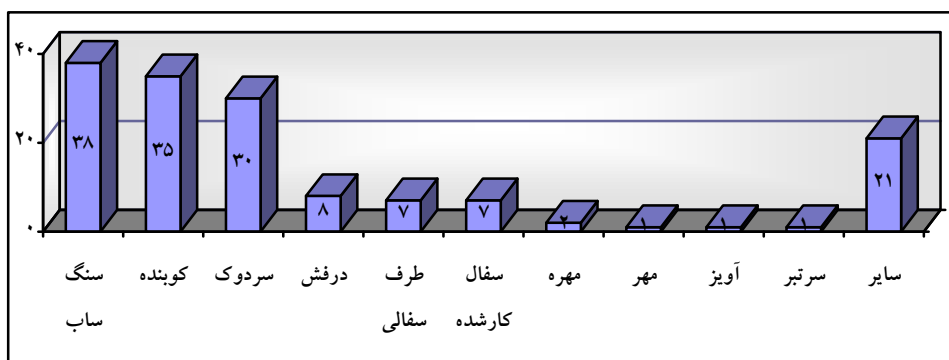 ۴۰
۲۰
۰
۳۸
۳۵
۳۰
۸
۷
۷
۲
۱
۱
۱
۲۱
سنگ ساب
کوبنده
سردوک
درفش
طرف سفالی
سفال کارشده
مهره
مهر
آویز
سرتبر
سایر